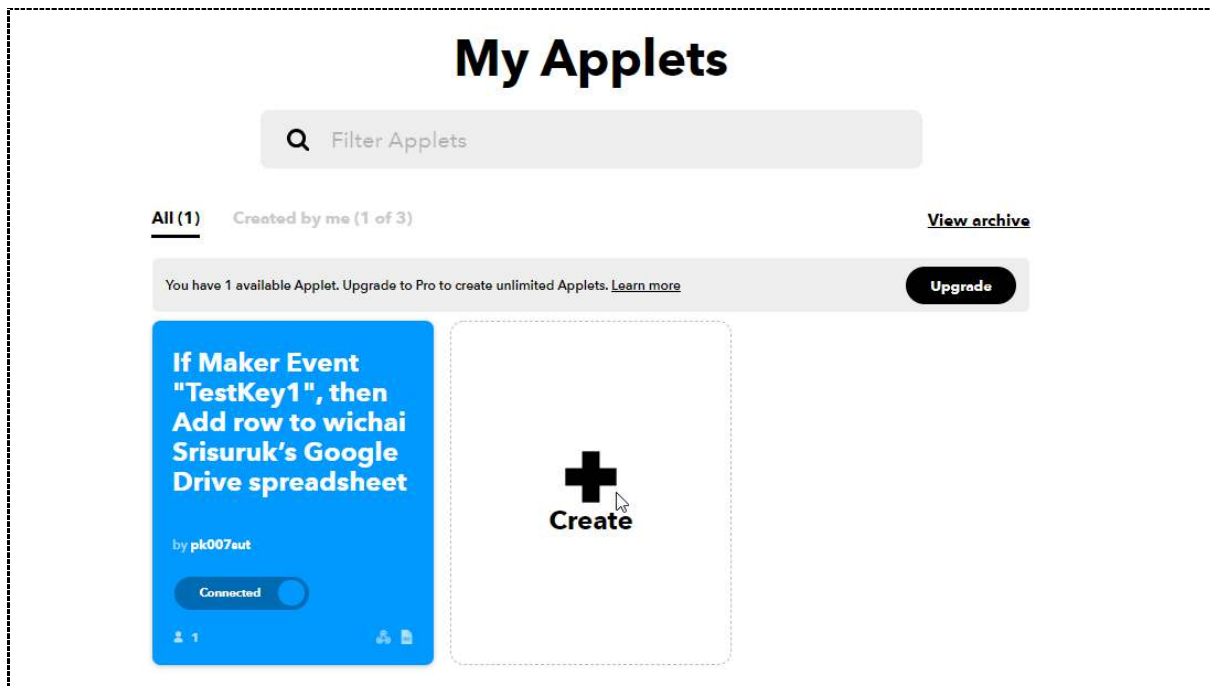 My Applets
Filter Applets
All (1) Created by me (1 of 3) View archive
You have 1 available Applet. Upgrade to Pro to create unlimited Applets. Learn more Upgrade
If Maker Event
"TestKey1", then
Add row to wichai
Srisuruk’s Google
Drive spreadsheet
Create
by pk007sut
Connected
1